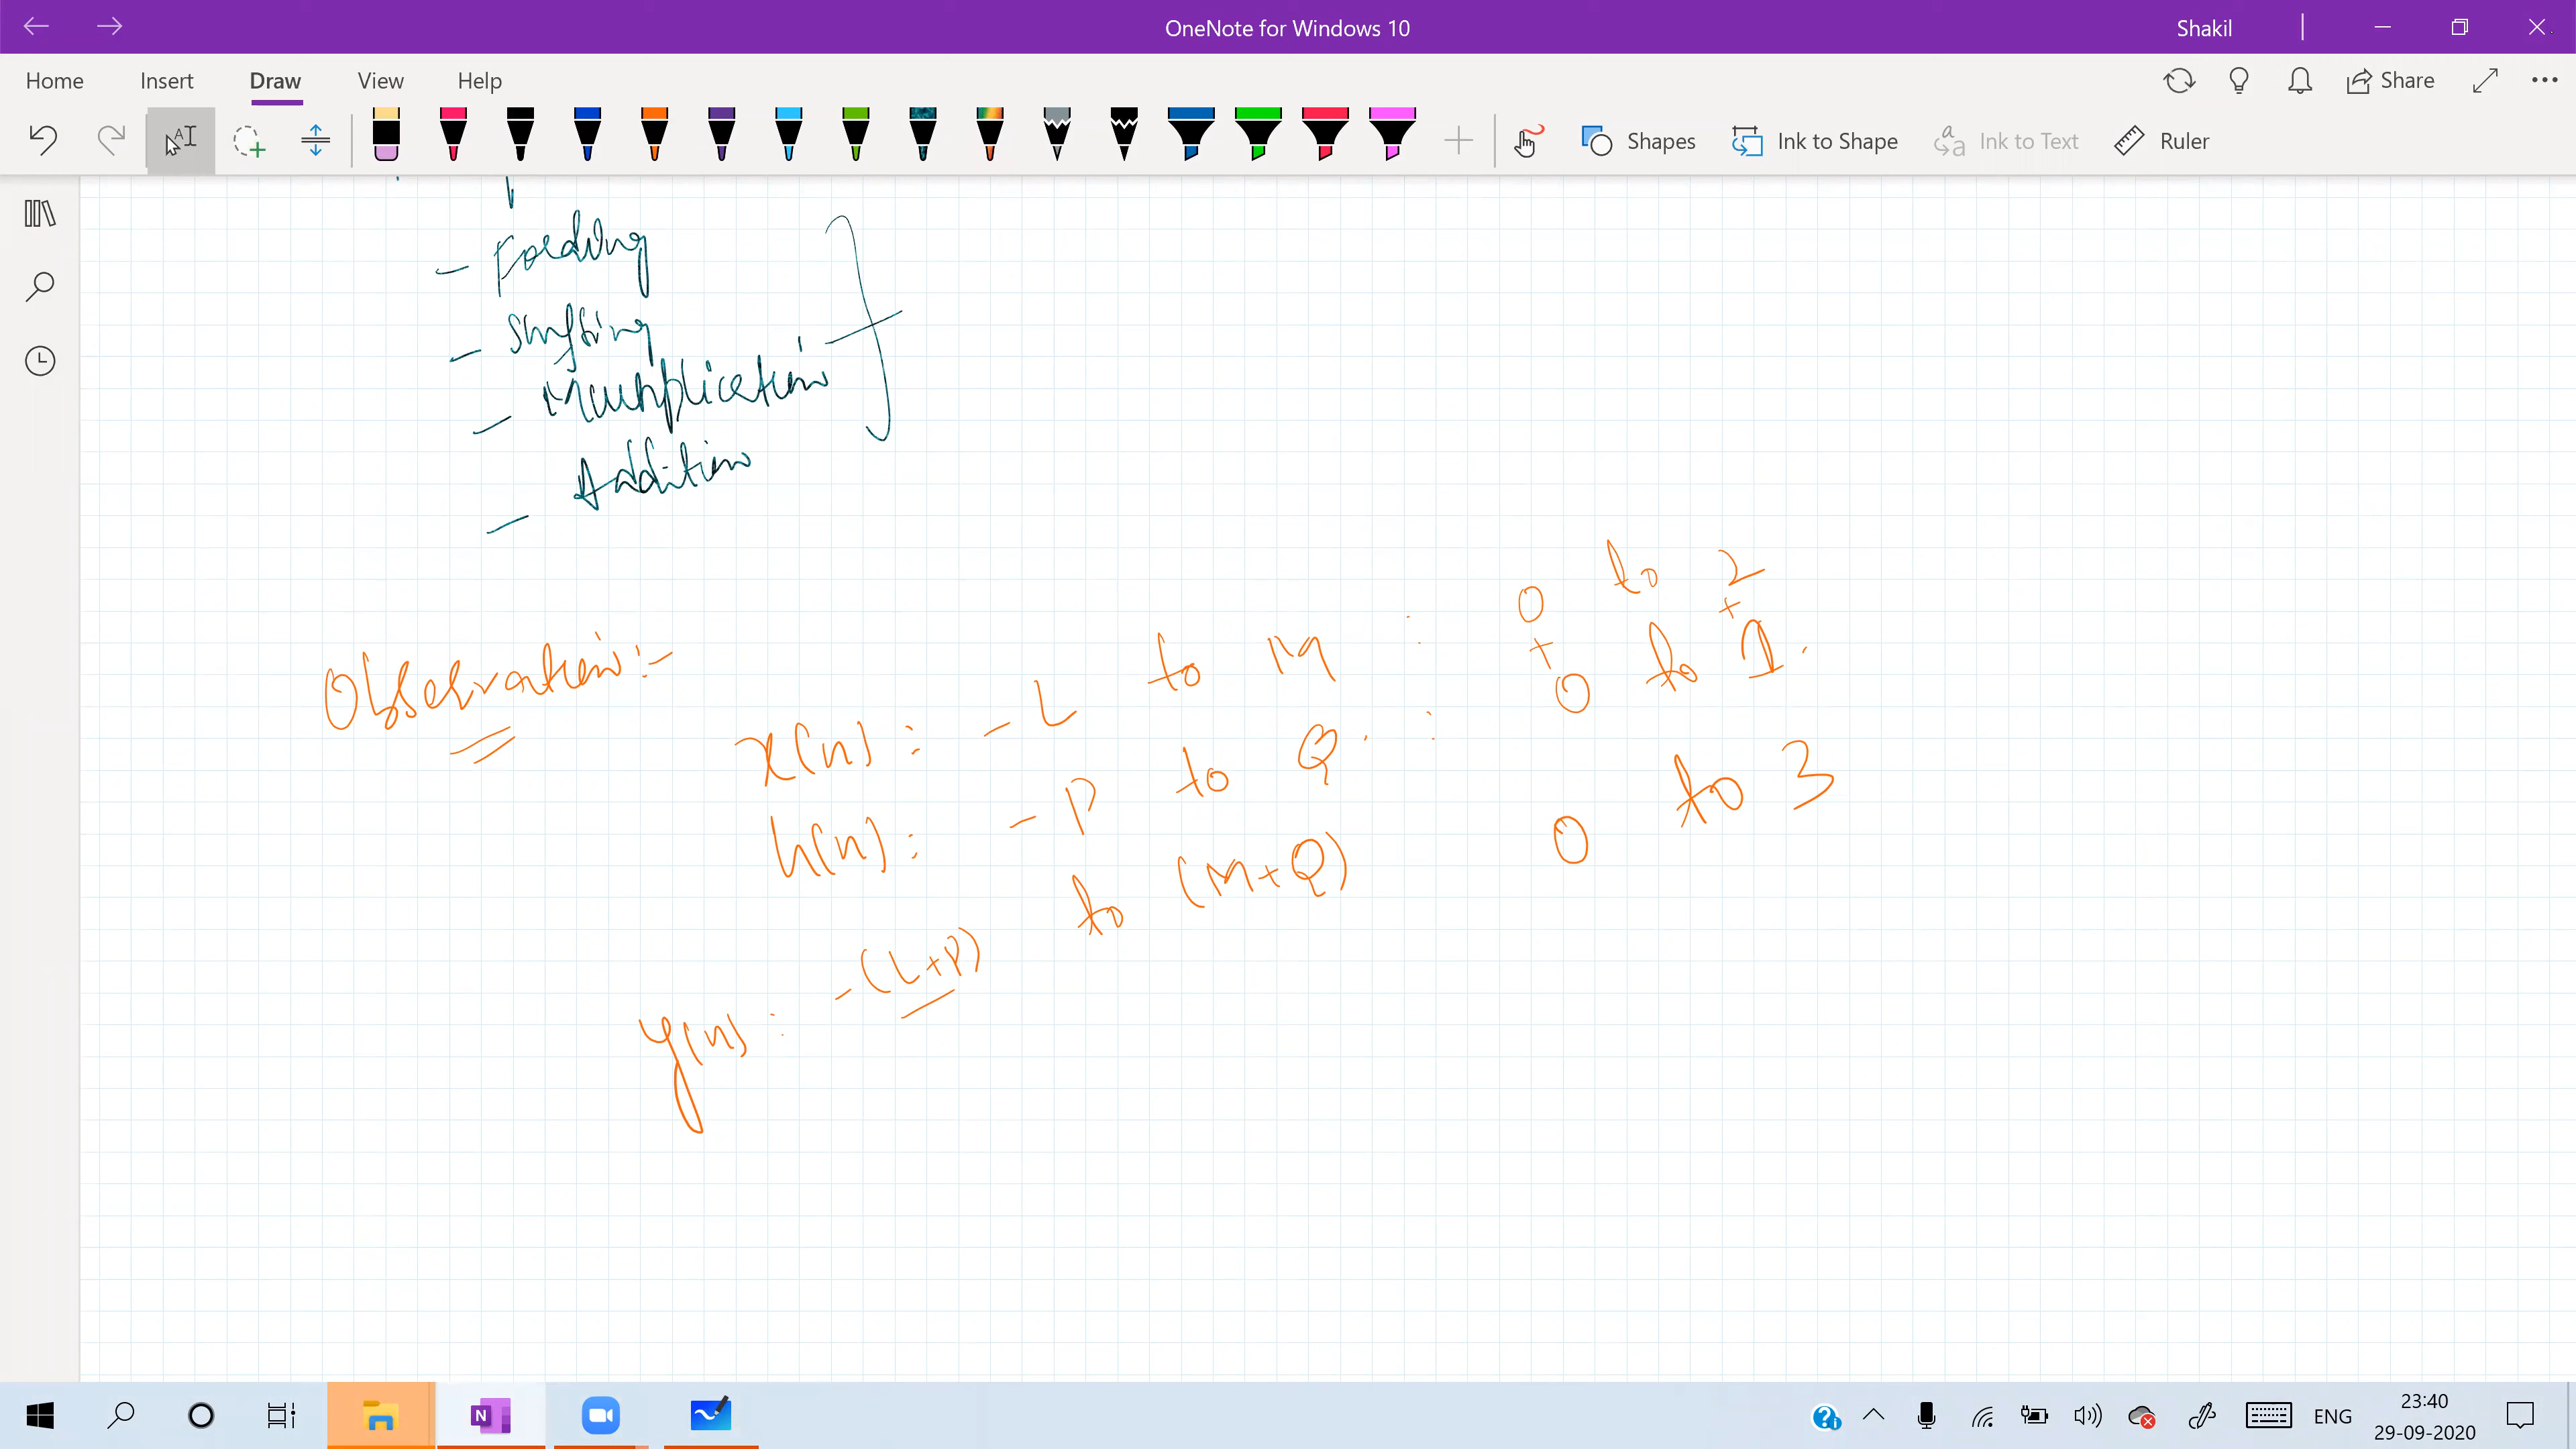 OneNote for Windows 10
Shakil
Home Insert Draw View Help
Share
Shapes Ink to Shape Ink to Text Ruler
- Folding
- Shifting
- Multiplication
- Addition
Observation:-
x(n): -L to M : 0 to 2
+ +
h(n): -P to Q : 0 to 1.
y(n): -(L+P) to (M+Q) 0 to 3
ENG
23:40
29-09-2020